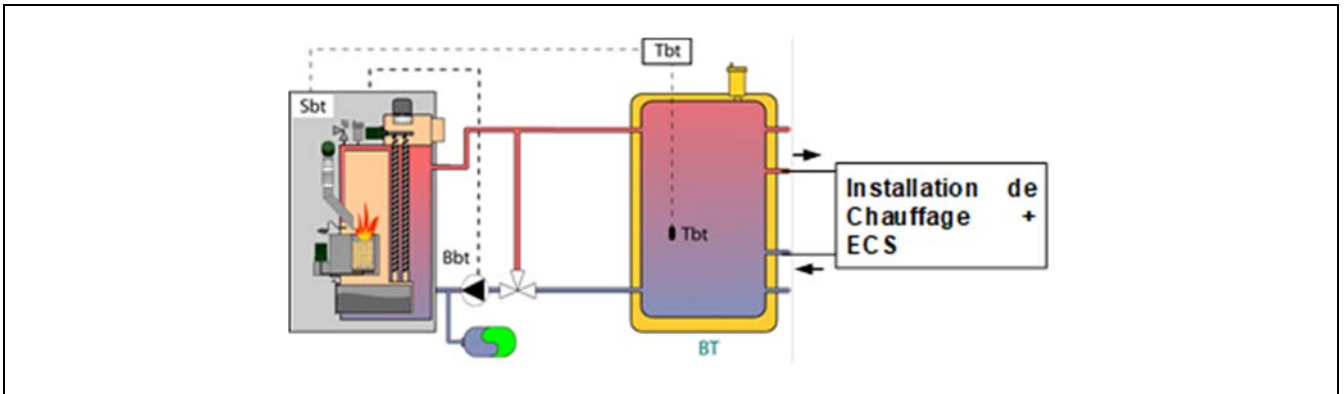 Tbt
Sbt
Bbt
Tbt
BT
Installation de
Chauffage +
ECS